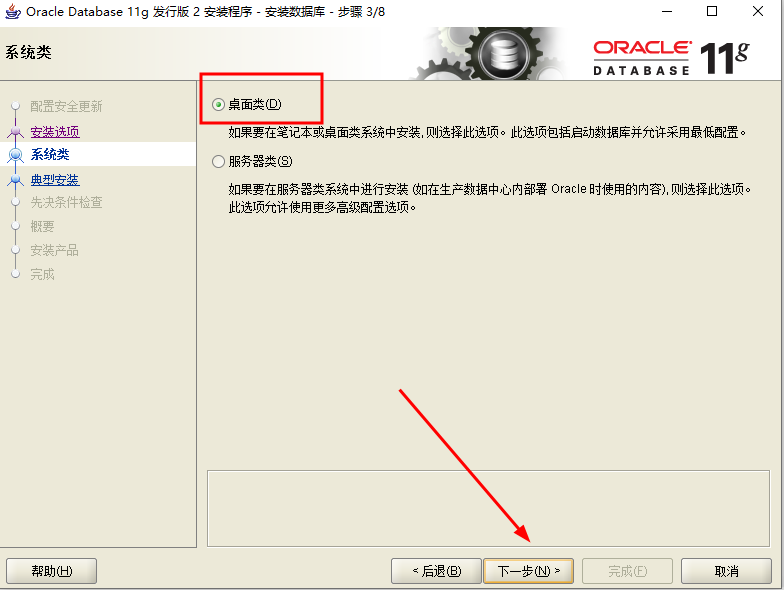 Oracle Database 11g 发行版 2 安装程序 - 安装数据库 - 步骤 3/8
系统类
ORACLE
DATABASE 11g
配置安全更新
安装选项
系统类
典型安装
先决条件检查
概要
安装产品
完成
桌面类(D)
如果要在笔记本或桌面类系统中安装, 则选择此选项。此选项包括启动数据库并允许采用最低配置。
服务器类(S)
如果要在服务器类系统中进行安装 (如在生产数据中心内部署 Oracle 时使用的内容), 则选择此选项。
此选项允许使用更多高级配置选项。
帮助(H)
< 后退(B)
下一步(N) >
完成(F)
取消